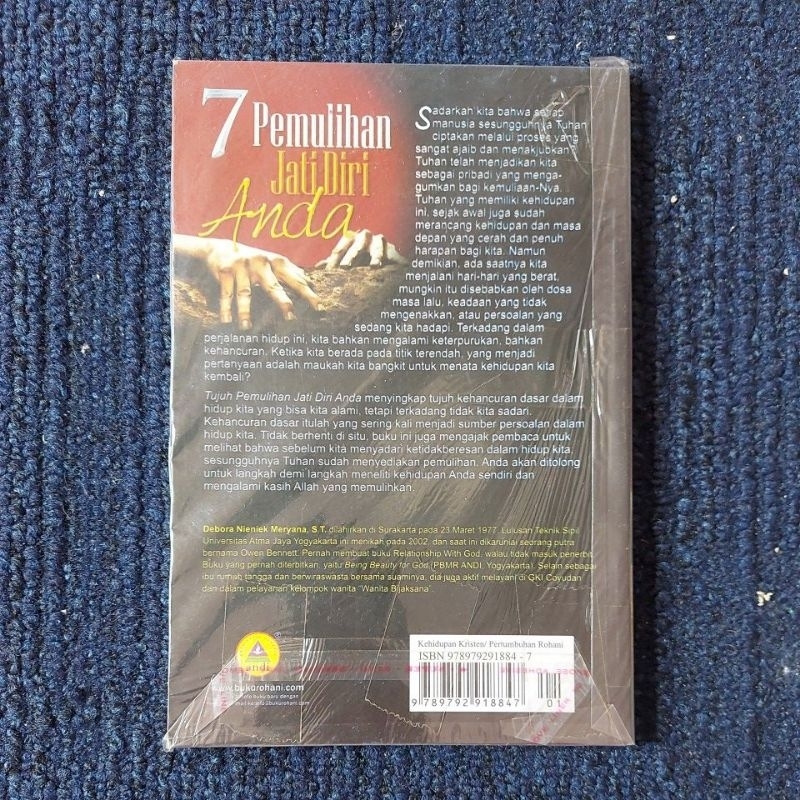 7 Pemulihan
Jati Diri
Anda
Sadarkah kita bahwa setiap
manusia sesungguhnya Tuhan
ciptakan melalui proses yang
sangat ajaib dan menakjubkan?
Tuhan telah menjadikan kita
sebagai pribadi yang menga-
gumkan bagi kemuliaan-Nya.
Tuhan yang memiliki kehidupan
ini, sejak awal juga sudah
merancang kehidupan dan masa
depan yang cerah dan penuh
harapan bagi kita. Namun
demikian, ada saatnya kita
menjalani hari-hari yang berat,
mungkin itu disebabkan oleh dosa
masa lalu, keadaan yang tidak
mengenakkan, atau persoalan yang
sedang kita hadapi. Terkadang dalam
perjalanan hidup ini, kita bahkan mengalami keterpurukan, bahkan
kehancuran. Ketika kita berada pada titik terendah, yang menjadi
pertanyaan adalah maukah kita bangkit untuk menata kehidupan kita
kembali?
Tujuh Pemulihan Jati Diri Anda menyingkap tujuh kehancuran dasar dalam
hidup kita yang bisa kita alami, tetapi terkadang tidak kita sadari.
Kehancuran dasar itulah yang sering kali menjadi sumber persoalan dalam
hidup kita. Tidak berhenti di situ, buku ini juga mengajak pembaca untuk
melihat bahwa sebelum kita menyadari ketidakberesan dalam hidup kita,
sesungguhnya Tuhan sudah menyediakan pemulihan. Anda akan ditolong
untuk langkah demi langkah meneliti kehidupan Anda sendiri dan
mengalami kasih Allah yang memulihkan.
Debora Nieniek Meryana, S.T. dilahirkan di Surakarta pada 23 Maret 1977. Lulusan Teknik Sipil
Universitas Atma Jaya Yogyakarta ini menikah pada 2002, dan saat ini dikaruniai seorang putra
bernama Owen Bennett. Pernah membuat buku Relationship With God, walau tidak masuk penerbit.
Buku yang pernah diterbitkan, yaitu Being Beauty for God (PBMR ANDI, Yogyakarta). Selain sebagai
ibu rumah tangga dan berwiraswasta bersama suaminya, dia juga aktif melayani di GKI Coyudan
dan dalam pelayanan kelompok wanita "Wanita Bijaksana".
andi
www.bukurohani.com
Kehidupan Kristen/ Pertumbuhan Rohani
ISBN 978979291884 - 7
9 789792 918847 01